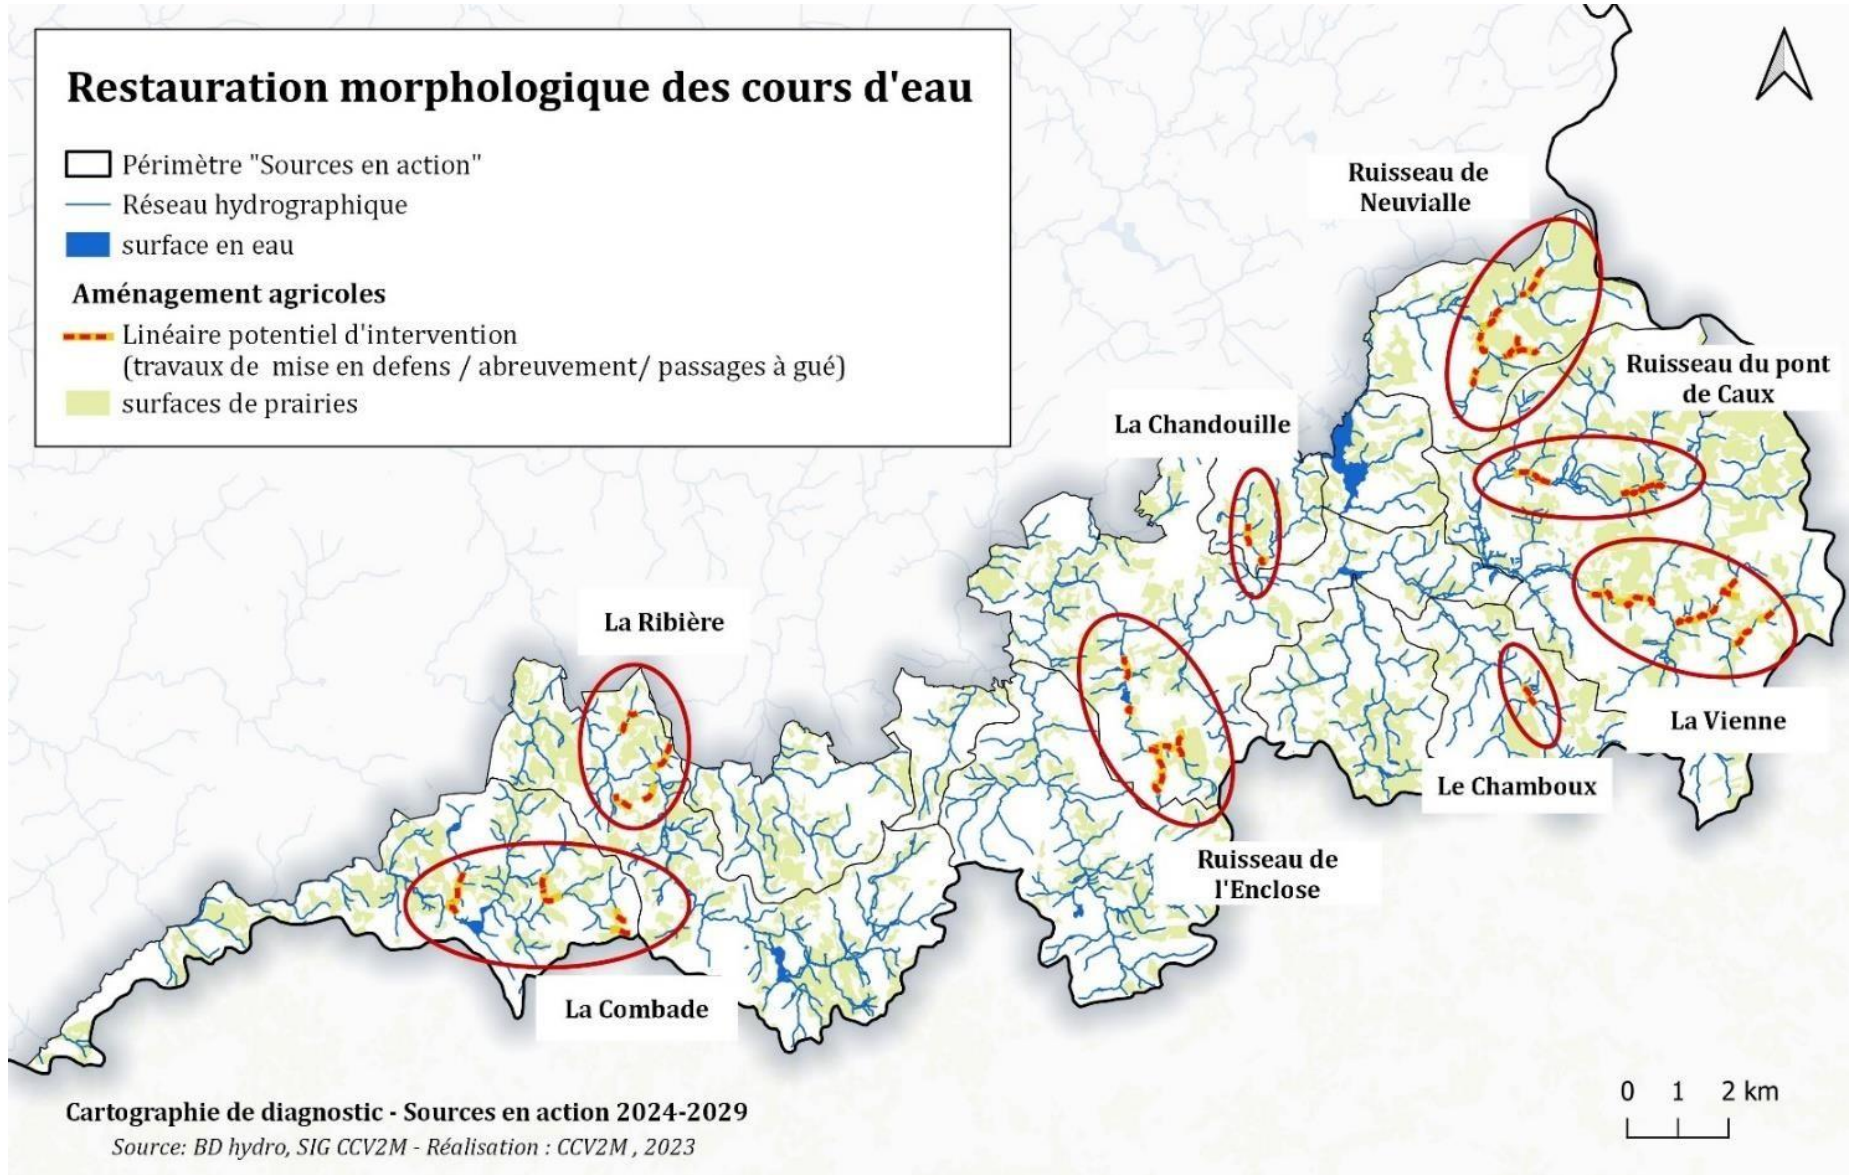 Restauration morphologique des cours d'eau
Périmètre "Sources en action"
Réseau hydrographique
surface en eau
Aménagement agricoles
Linéaire potentiel d'intervention
(travaux de mise en defens / abreuvement/ passages à gué)
surfaces de prairies
Ruisseau de
Neuvialle
Ruisseau du pont
de Caux
La Chandouille
La Ribière
La Vienne
Le Chamboux
Ruisseau de
l'Enclose
La Combade
0 1 2 km
Cartographie de diagnostic - Sources en action 2024-2029
Source: BD hydro, SIG CCV2M - Réalisation : CCV2M , 2023